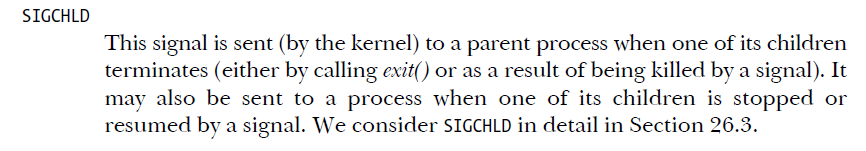 SIGCHLD
This signal is sent (by the kernel) to a parent process when one of its children
terminates (either by calling exit() or as a result of being killed by a signal). It
may also be sent to a process when one of its children is stopped or
resumed by a signal. We consider SIGCHLD in detail in Section 26.3.